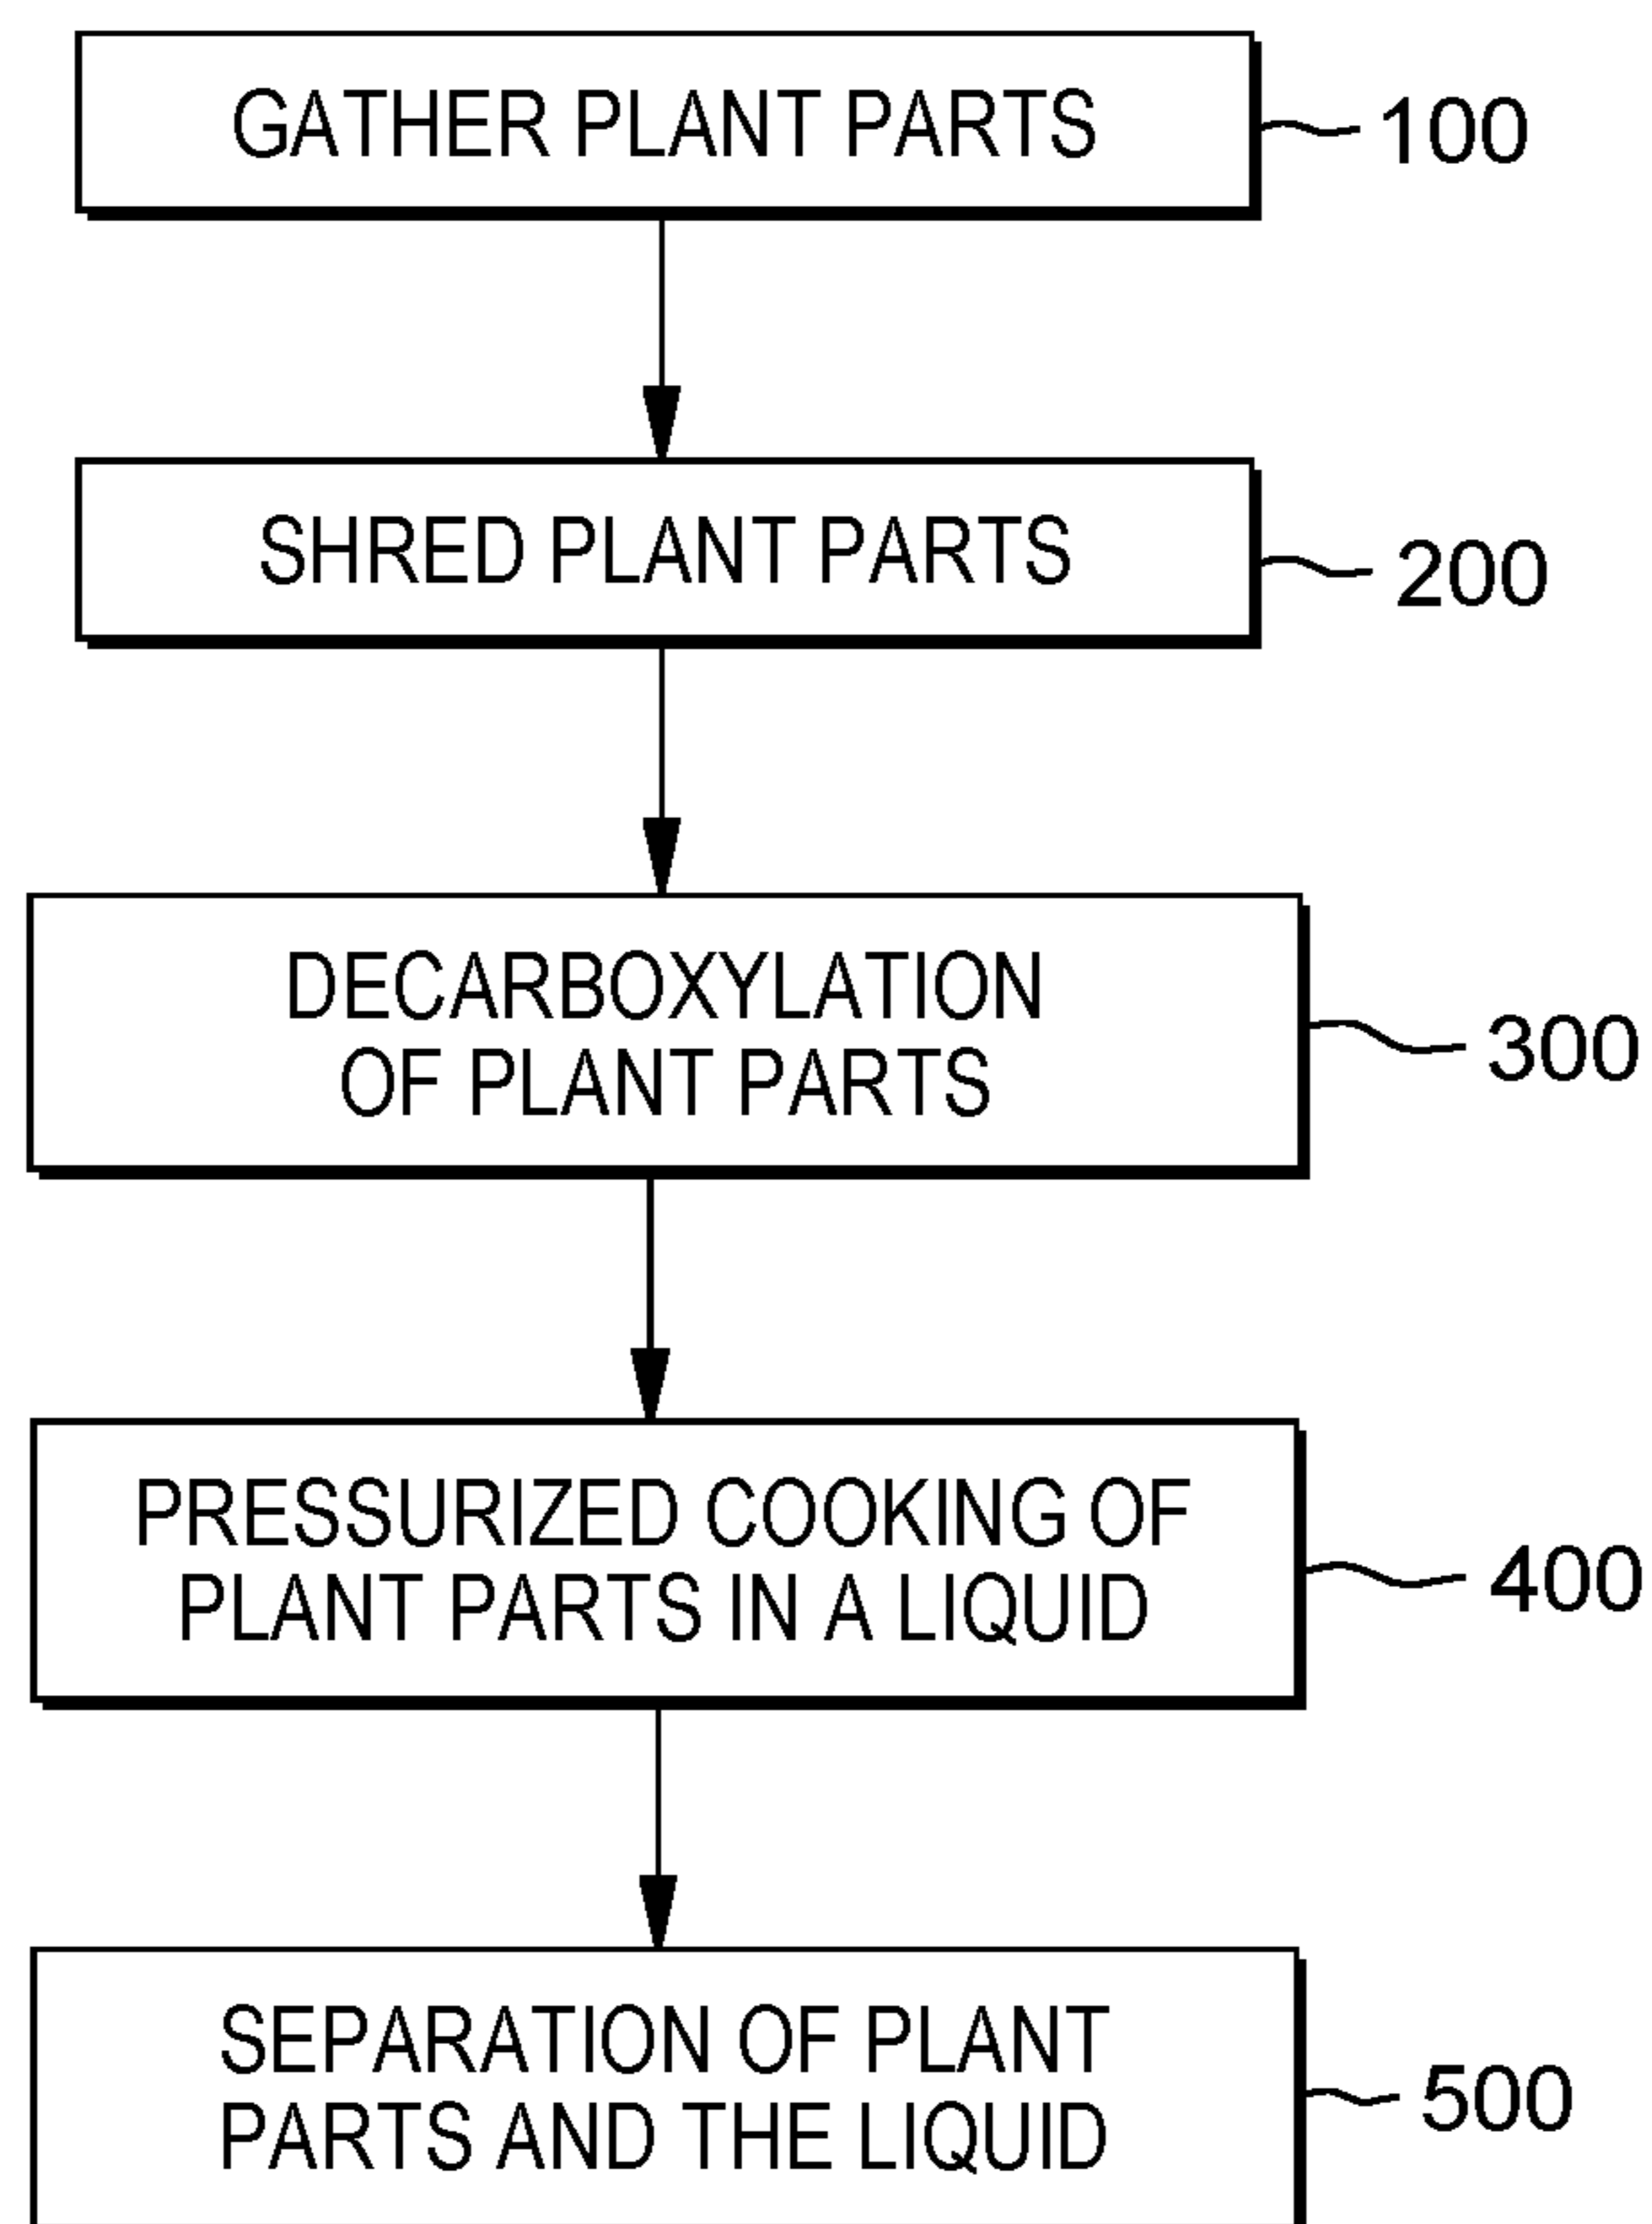 GATHER PLANT PARTS
100
SHRED PLANT PARTS
200
DECARBOXYLATION
OF PLANT PARTS
300
PRESSURIZED COOKING OF
PLANT PARTS IN A LIQUID
400
SEPARATION OF PLANT
PARTS AND THE LIQUID
500